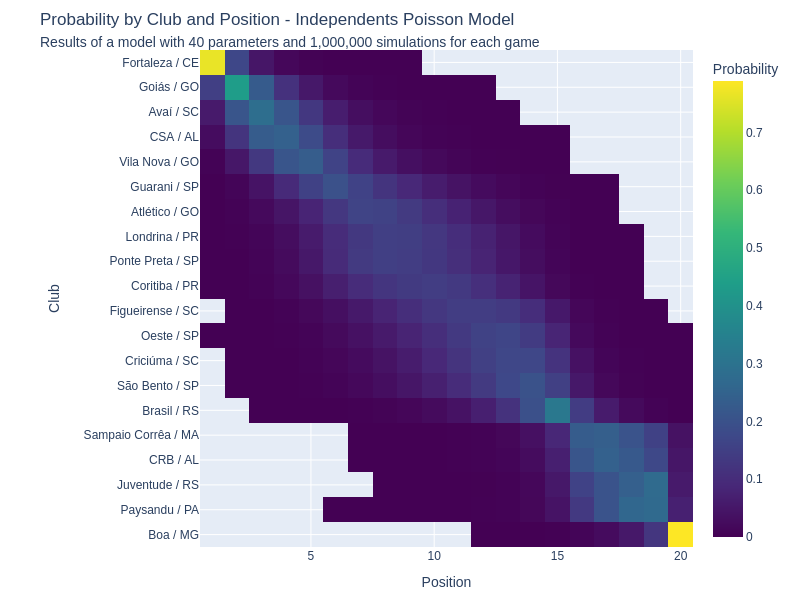 Probability by Club and Position - Independents Poisson Model
Results of a model with 40 parameters and 1,000,000 simulations for each game
Probability
Fortaleza / CE
Goiás / GO
Avaí / SC
CSA / AL
Vila Nova / GO
Guarani / SP
Atlético / GO
Londrina / PR
Ponte Preta / SP
Coritiba / PR
Figueirense / SC
Oeste / SP
Criciúma / SC
São Bento / SP
Brasil / RS
Sampaio Corrêa / MA
CRB / AL
Juventude / RS
Paysandu / PA
Boa / MG
Club
0.7
0.6
0.5
0.4
0.3
0.2
0.1
0
5
10
15
20
Position